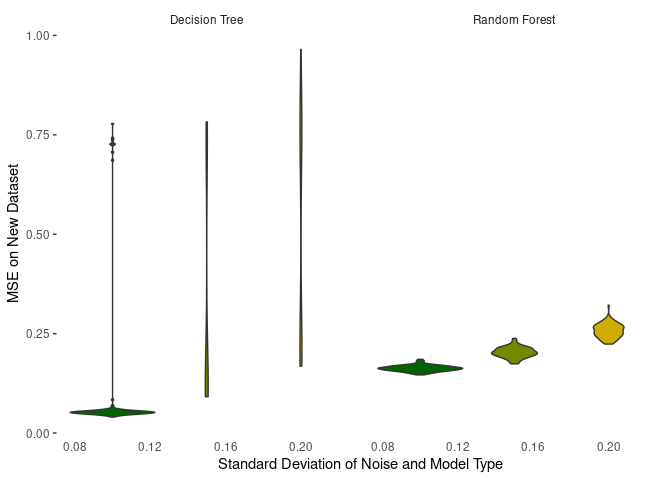 Decision Tree
Random Forest
1.00
0.75
0.50
0.25
0.00
MSE on New Dataset
0.08 0.12 0.16 0.20
0.08 0.12 0.16 0.20
Standard Deviation of Noise and Model Type